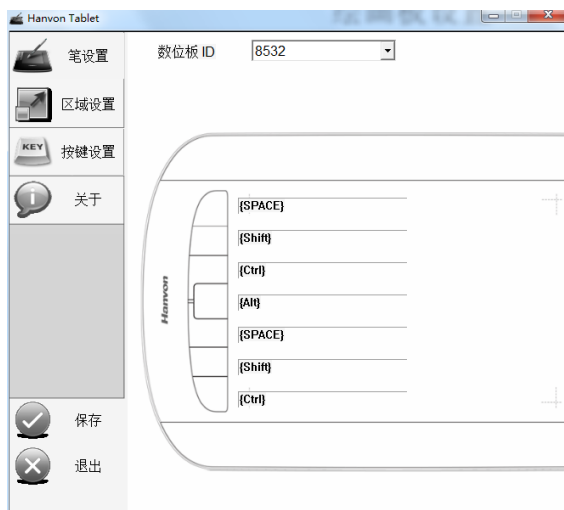 Hanvon Tablet
笔设置
数位板 ID 8532
区域设置
KEY
按键设置
关于
{SPACE}
{Shift}
{Ctrl}
{Alt}
{SPACE}
{Shift}
{Ctrl}
Hanvon
保存
退出